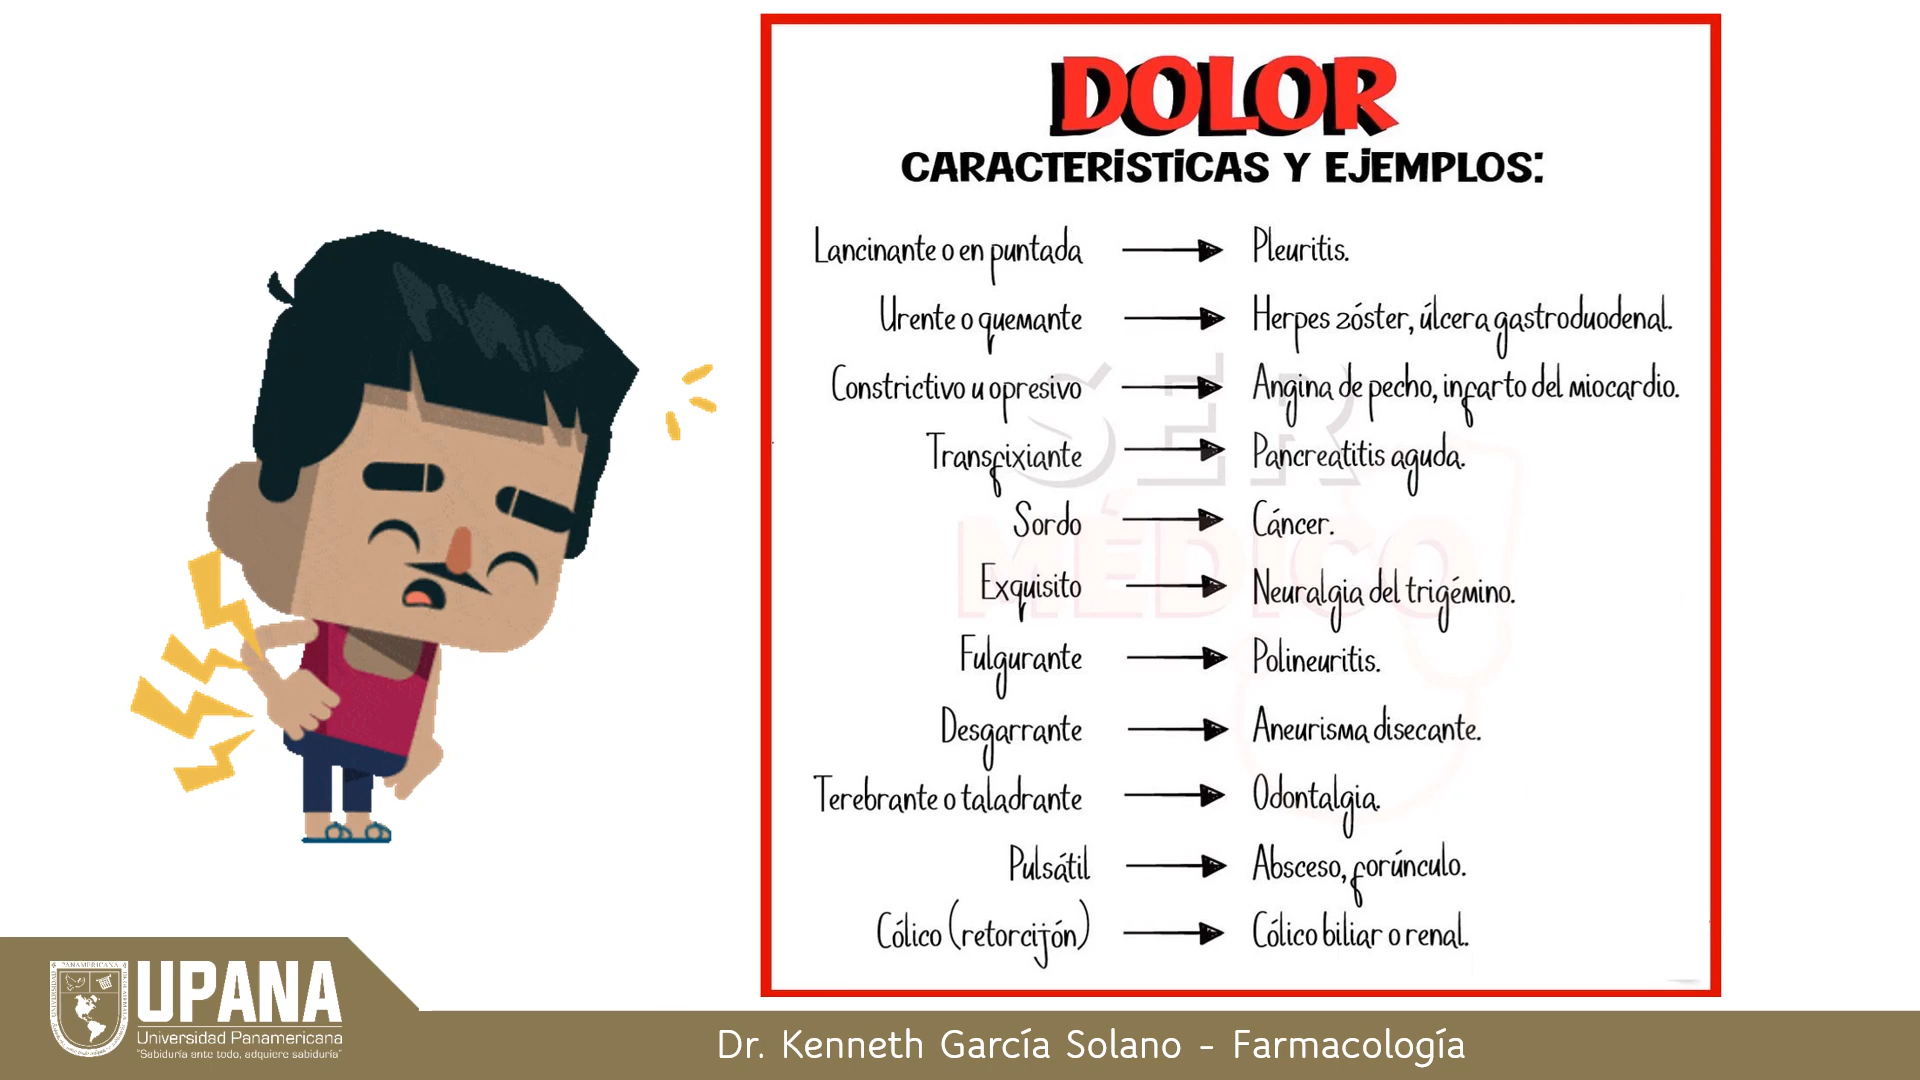 DOLOR
CARACTERÍSTICAS Y EJEMPLOS:
Lancinante o en puntada → Pleuritis.
Urente o quemante → Herpes zóster, úlcera gastroduodenal.
Constrictivo u opresivo → Angina de pecho, infarto del miocardio.
Transfixiante → Pancreatitis aguda.
Sordo → Cáncer.
Exquisito → Neuralgia del trigémino.
Fulgurante → Polineuritis.
Desgarrante → Aneurisma disecante.
Terebrante o taladrante → Odontalgia.
Pulsátil → Absceso, forúnculo.
Cólico (retorcijón) → Cólico biliar o renal.
SER
MÉDICO
UPANA
Universidad Panamericana
"Sabiduría ante todo, adquiere sabiduría"
Dr. Kenneth García Solano - Farmacología